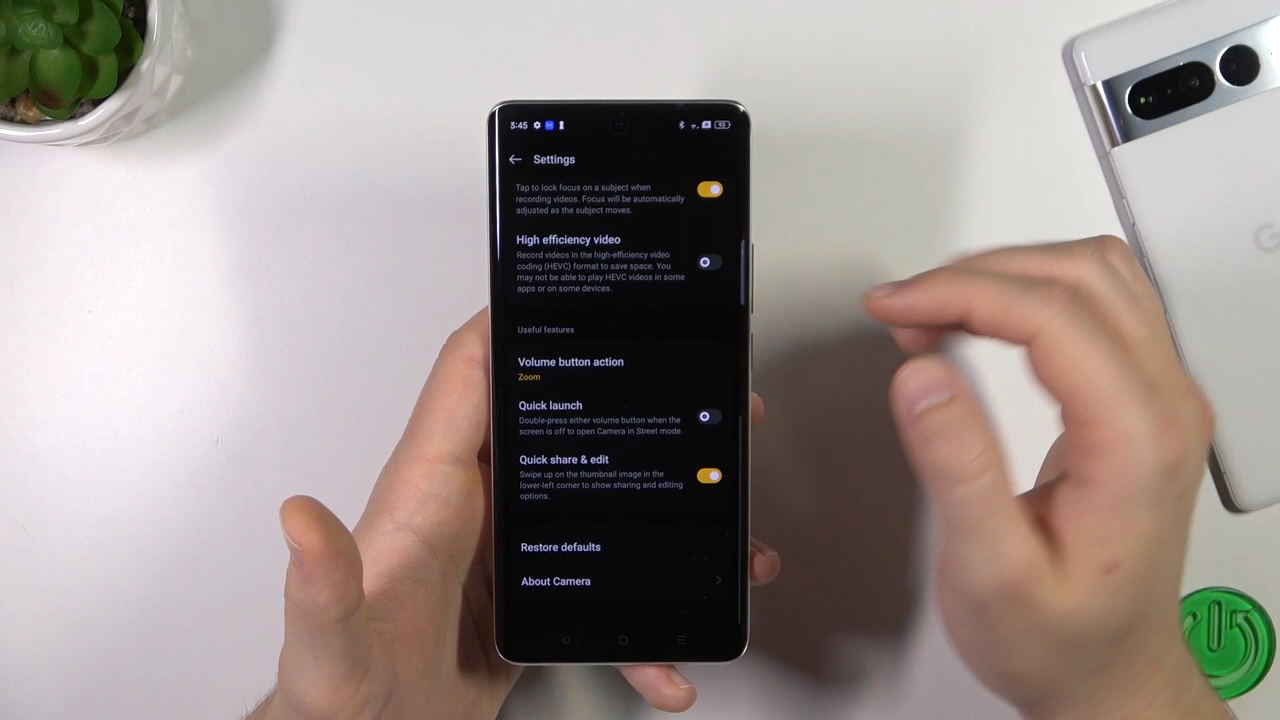 3:45
93
Settings
Tap to lock focus on a subject when
recording videos. Focus will be automatically
adjusted as the subject moves.
High efficiency video
Record videos in the high-efficiency video
coding (HEVC) format to save space. You
may not be able to play HEVC videos in some
apps or on some devices.
Useful features
Volume button action
Zoom
Quick launch
Double-press either volume button when the
screen is off to open Camera in Street mode.
Quick share & edit
Swipe up on the thumbnail image in the
lower-left corner to show sharing and editing
options.
Restore defaults
About Camera